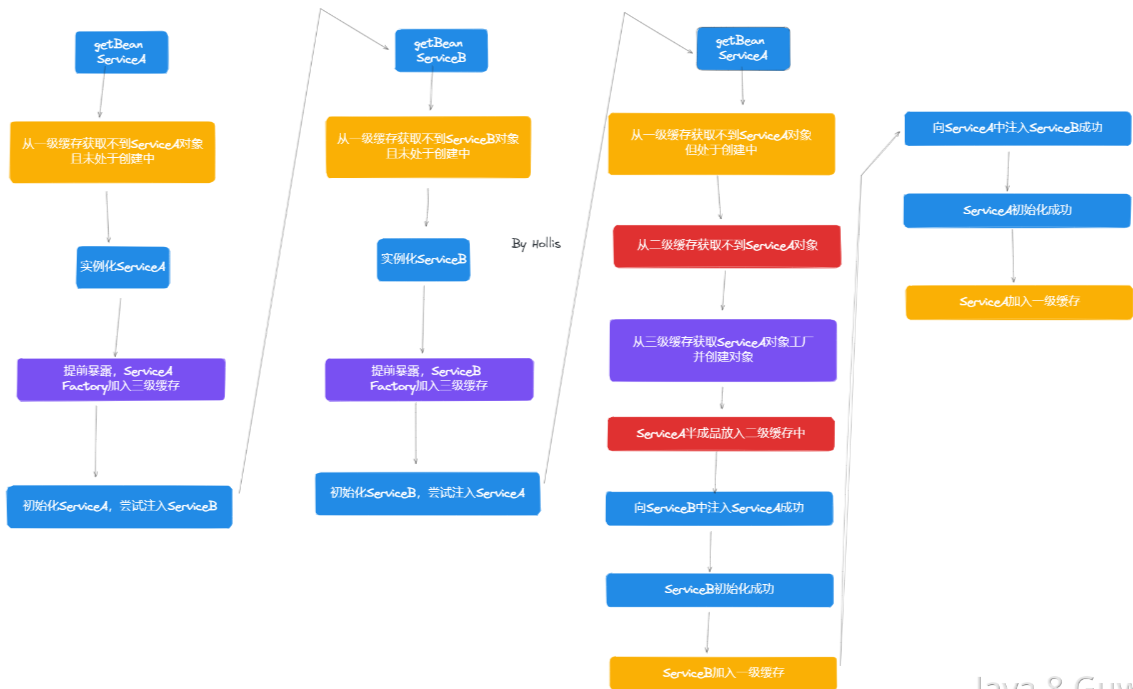 getBean
ServiceA
从一级缓存获取不到ServiceA对象
且未处于创建中
实例化ServiceA
提前暴露，ServiceA
Factory加入三级缓存
初始化ServiceA，尝试注入ServiceB
getBean
ServiceB
从一级缓存获取不到ServiceB对象
且未处于创建中
实例化ServiceB
提前暴露，ServiceB
Factory加入三级缓存
初始化ServiceB，尝试注入ServiceA
By Hollis
getBean
ServiceA
从一级缓存获取不到ServiceA对象
但处于创建中
从二级缓存获取不到ServiceA对象
从三级缓存获取ServiceA对象工厂
并创建对象
ServiceA半成品放入二级缓存中
向ServiceB中注入ServiceA成功
ServiceB初始化成功
ServiceB加入一级缓存
向ServiceA中注入ServiceB成功
ServiceA初始化成功
ServiceA加入一级缓存
Java & Guw